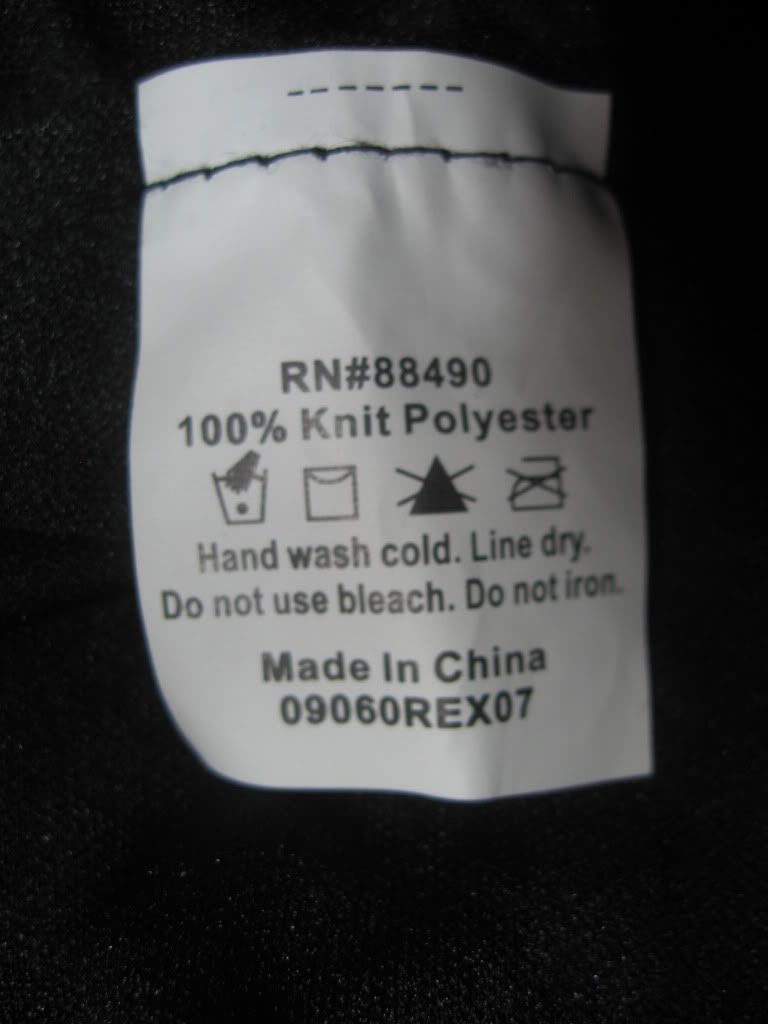 -------
RN#88490
100% Knit Polyester
Hand wash cold. Line dry.
Do not use bleach. Do not iron.
Made In China
09060REX07